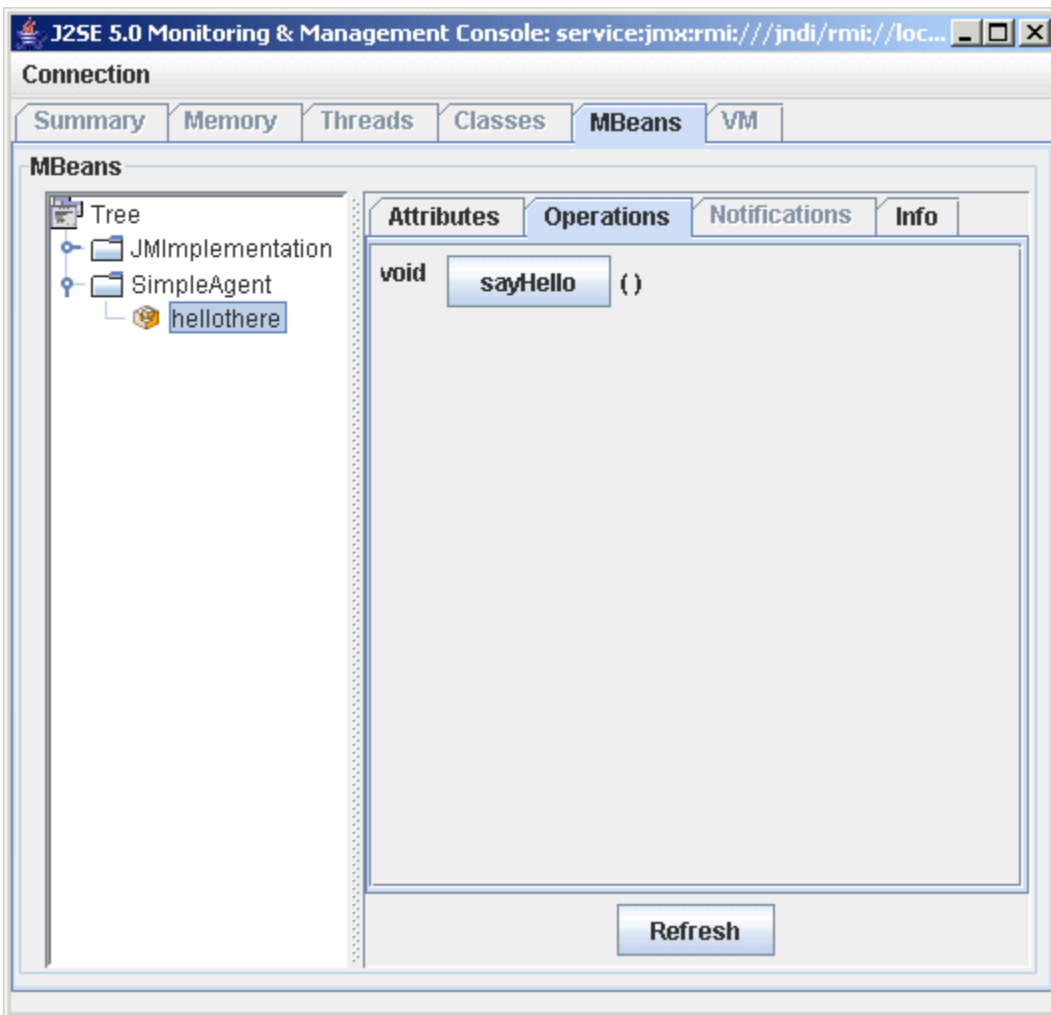 J2SE 5.0 Monitoring & Management Console: service:jmx:rmi:///jndi/rmi://loc...
Connection
Summary Memory Threads Classes MBeans VM
MBeans
Tree
JMImplementation
SimpleAgent
hellothere
Attributes Operations Notifications Info
void sayHello ( )
Refresh